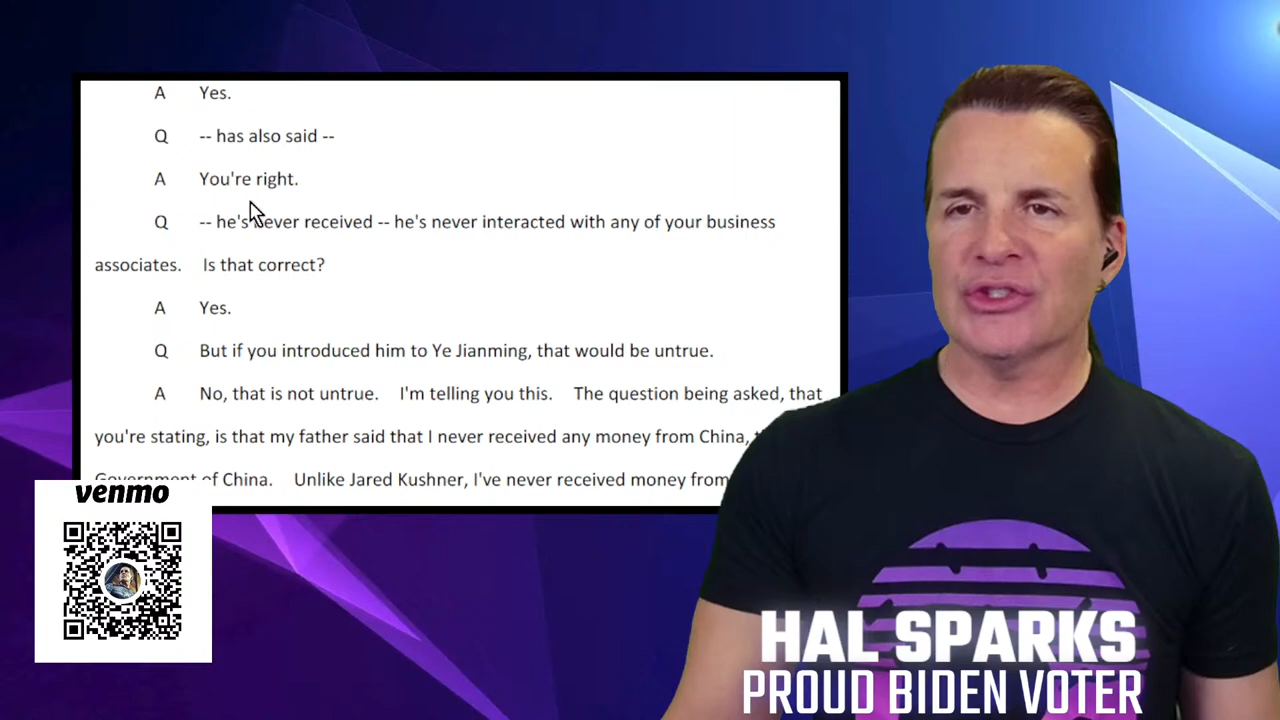 A Yes.
Q -- has also said --
A You're right.
Q -- he's never received -- he's never interacted with any of your business
associates. Is that correct?
A Yes.
Q But if you introduced him to Ye Jianming, that would be untrue.
A No, that is not untrue. I'm telling you this. The question being asked, that
you're stating, is that my father said that I never received any money from China,
Government of China. Unlike Jared Kushner, I've never received money from
venmo
HAL SPARKS
PROUD BIDEN VOTER